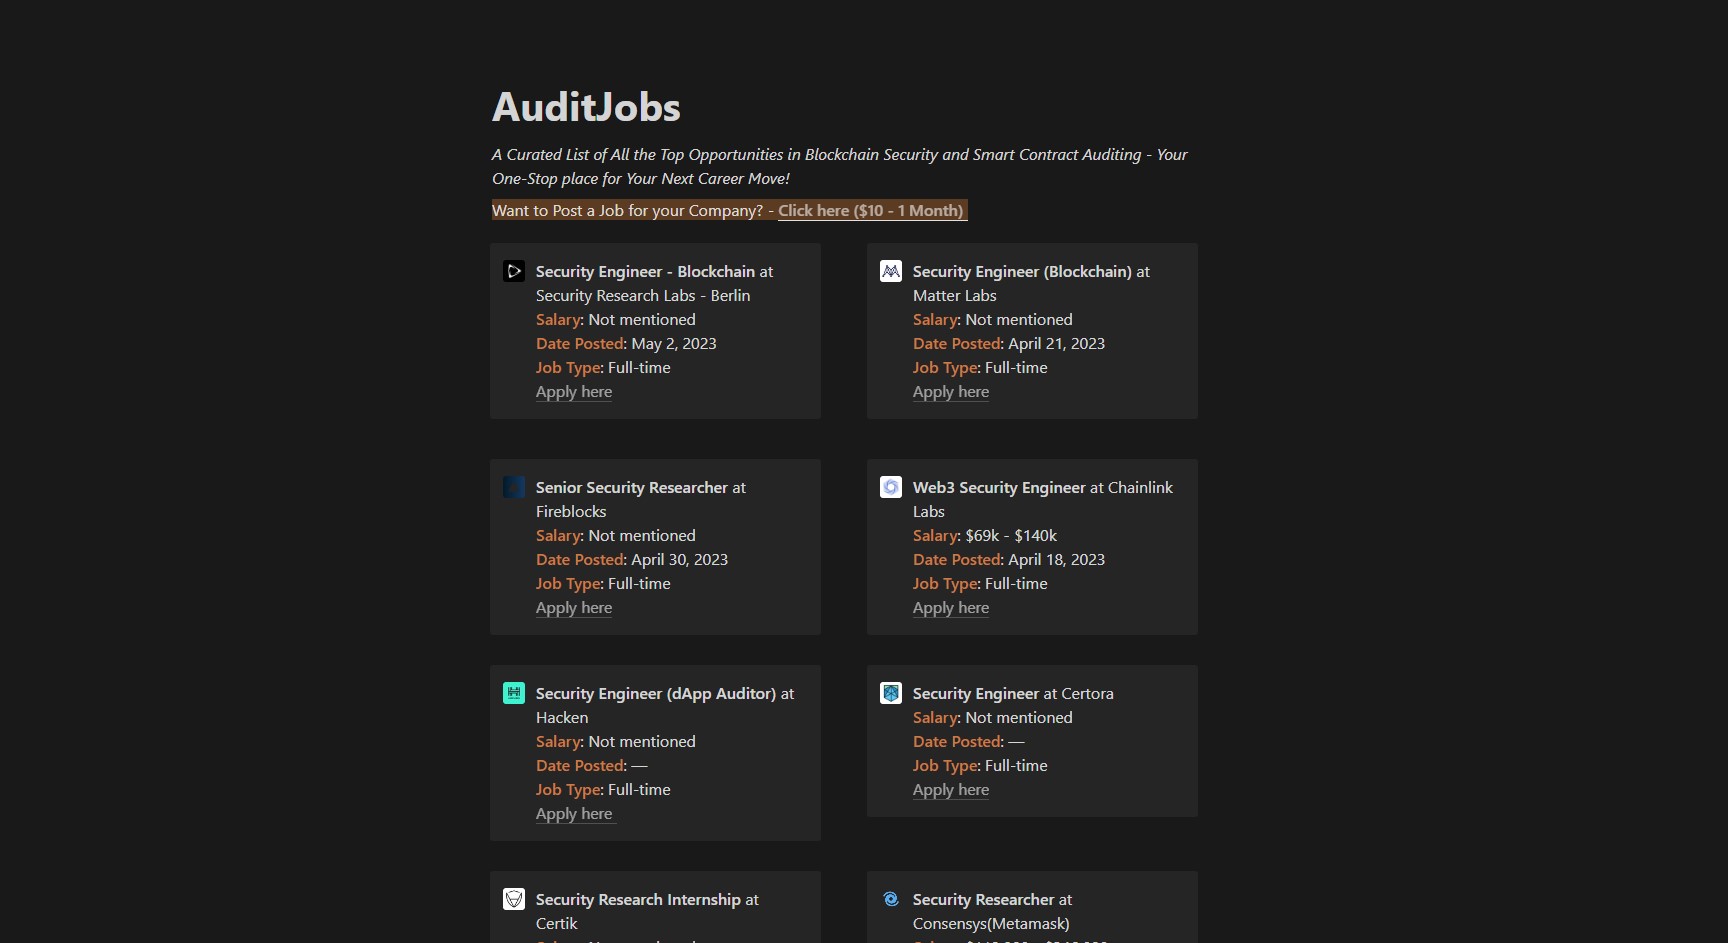 AuditJobs
A Curated List of All the Top Opportunities in Blockchain Security and Smart Contract Auditing - Your
One-Stop place for Your Next Career Move!
Want to Post a Job for your Company? - Click here ($10 - 1 Month)
Security Engineer - Blockchain at
Security Research Labs - Berlin
Salary: Not mentioned
Date Posted: May 2, 2023
Job Type: Full-time
Apply here
Security Engineer (Blockchain) at
Matter Labs
Salary: Not mentioned
Date Posted: April 21, 2023
Job Type: Full-time
Apply here
Senior Security Researcher at
Fireblocks
Salary: Not mentioned
Date Posted: April 30, 2023
Job Type: Full-time
Apply here
Web3 Security Engineer at Chainlink
Labs
Salary: $69k - $140k
Date Posted: April 18, 2023
Job Type: Full-time
Apply here
Security Engineer (dApp Auditor) at
Hacken
Salary: Not mentioned
Date Posted: —
Job Type: Full-time
Apply here
Security Engineer at Certora
Salary: Not mentioned
Date Posted: —
Job Type: Full-time
Apply here
Security Research Internship at
Certik
Security Researcher at
Consensys(Metamask)